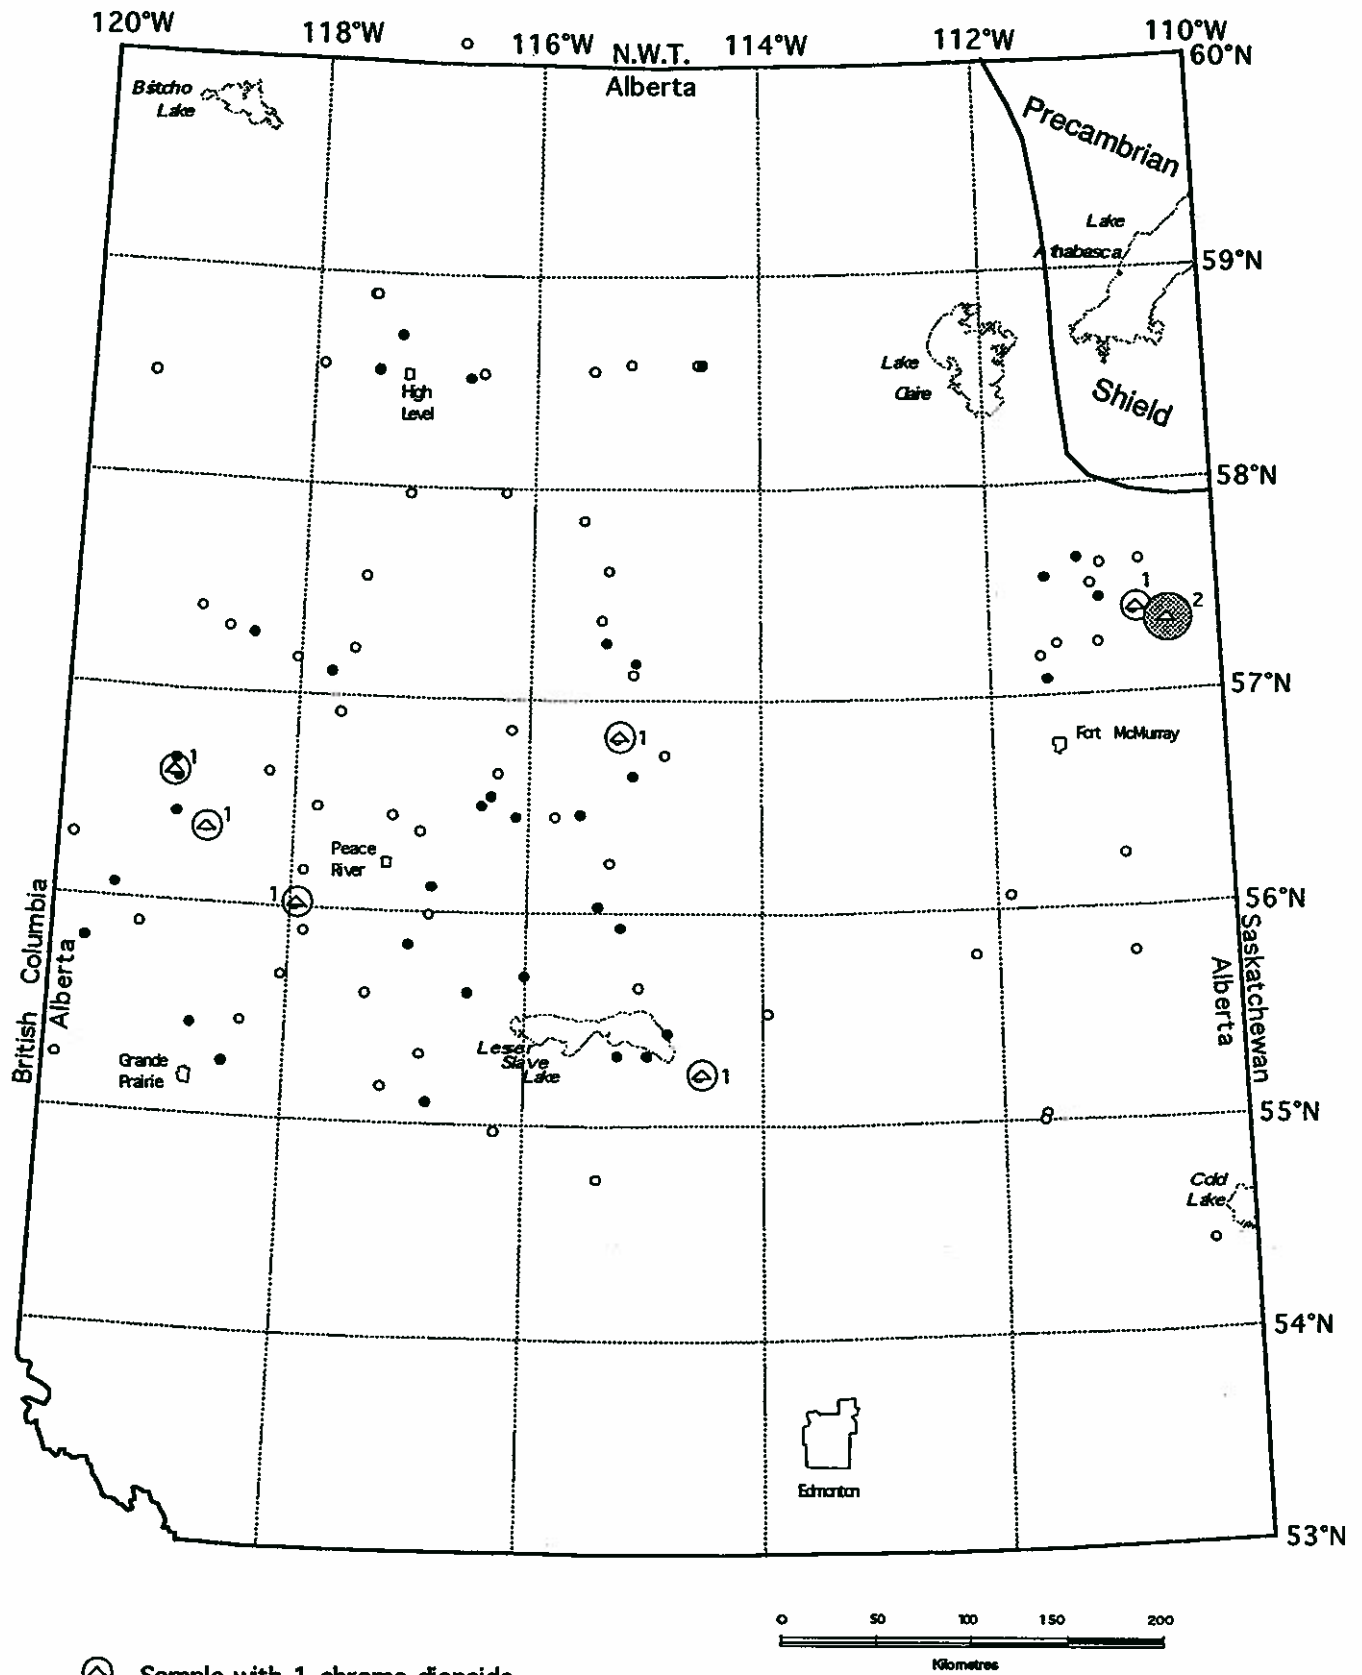 120°W
118°W
116°W
N.W.T.
114°W
112°W
110°W
60°N
Alberta
Bistcho
Lake
Precambrian
Lake
Athabasca
59°N
Lake
Claire
High
Level
Shield
58°N
1
2
57°N
Fort McMurray
1
1
1
Peace
River
1
56°N
British Columbia
Alberta
Saskatchewan
Alberta
Grande
Prairie
Lesser
Slave
Lake
1
55°N
Cold
Lake
54°N
Edmonton
53°N
0 50 100 150 200
Kilometres
Sample with 1 chrome diopside